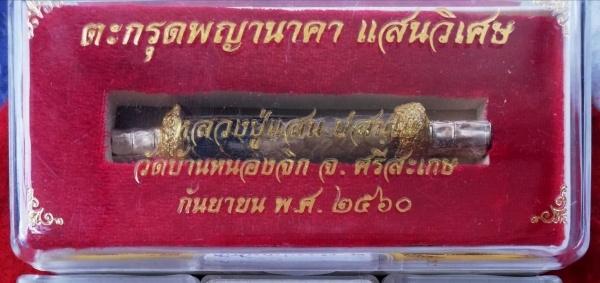 ตะกรุดพญานาคา แสนวิเศษ
หลวงปู่แสน ปสนฺโน
วัดบ้านหนองจิก จ. ศรีสะเกษ
กันยายน พ.ศ. ๒๕๖๐